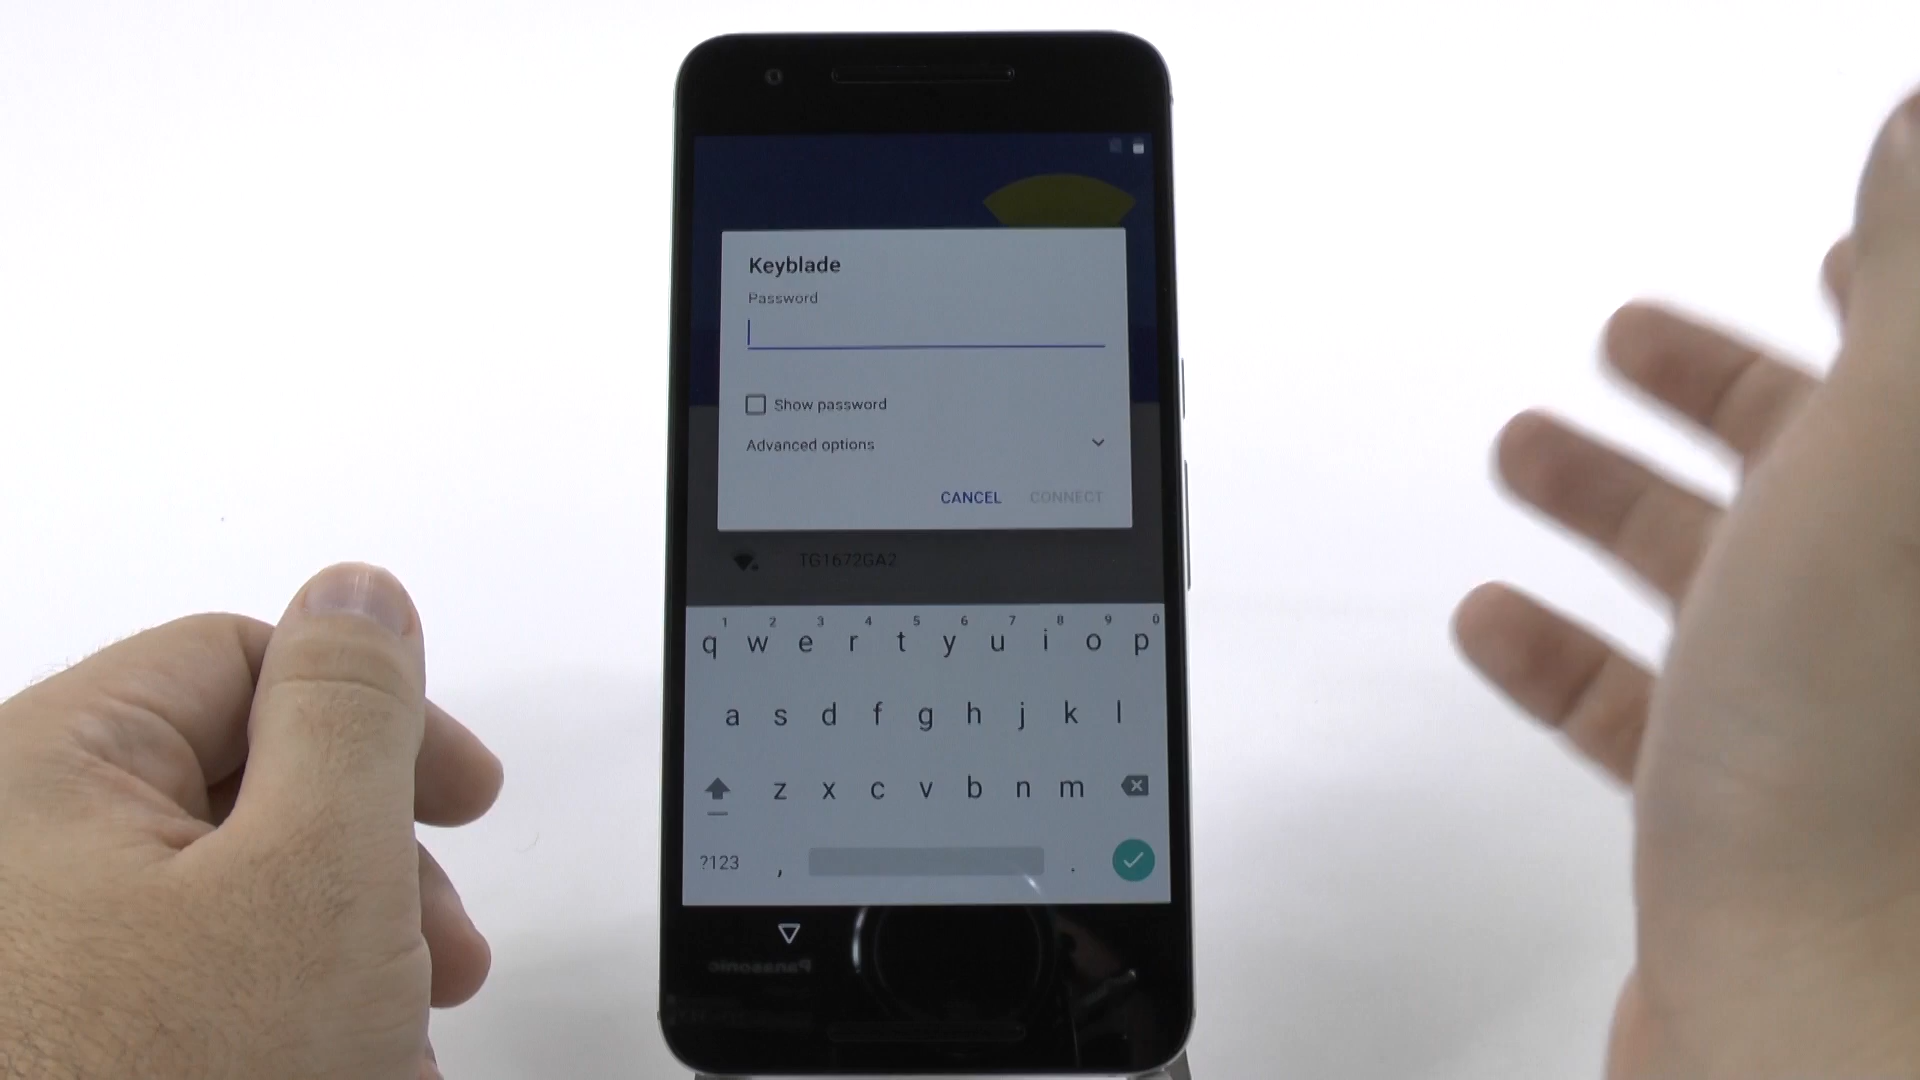 Keyblade
Password
Show password
Advanced options
CANCEL CONNECT
TG1672GA2
1 2 3 4 5 6 7 8 9 0
q w e r t y u i o p
a s d f g h j k l
z x c v b n m
?123 , .
Panasonic